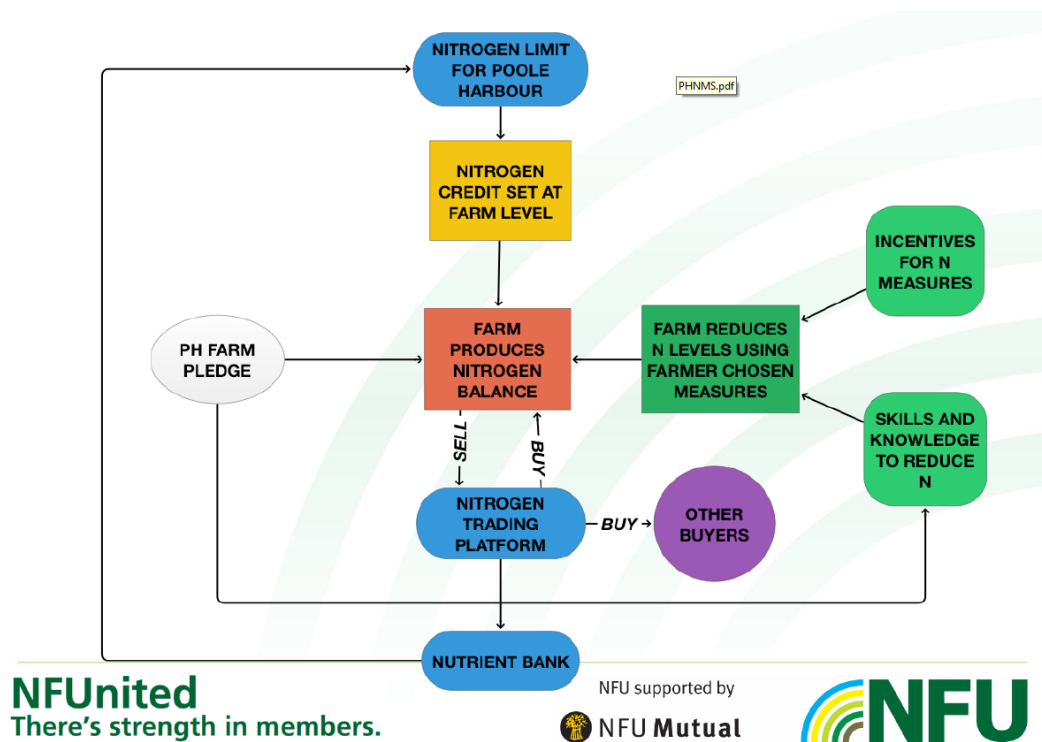 NITROGEN LIMIT
FOR POOLE
HARBOUR
PHNMS.pdf
NITROGEN
CREDIT SET AT
FARM LEVEL
INCENTIVES
FOR N
MEASURES
PH FARM
PLEDGE
FARM
PRODUCES
NITROGEN
BALANCE
FARM REDUCES
N LEVELS USING
FARMER CHOSEN
MEASURES
SKILLS AND
KNOWLEDGE
TO REDUCE
N
SELL
BUY
NITROGEN
TRADING
PLATFORM
BUY
OTHER
BUYERS
NUTRIENT BANK
NFUnited
There's strength in members.
NFU supported by
NFU Mutual
NFU